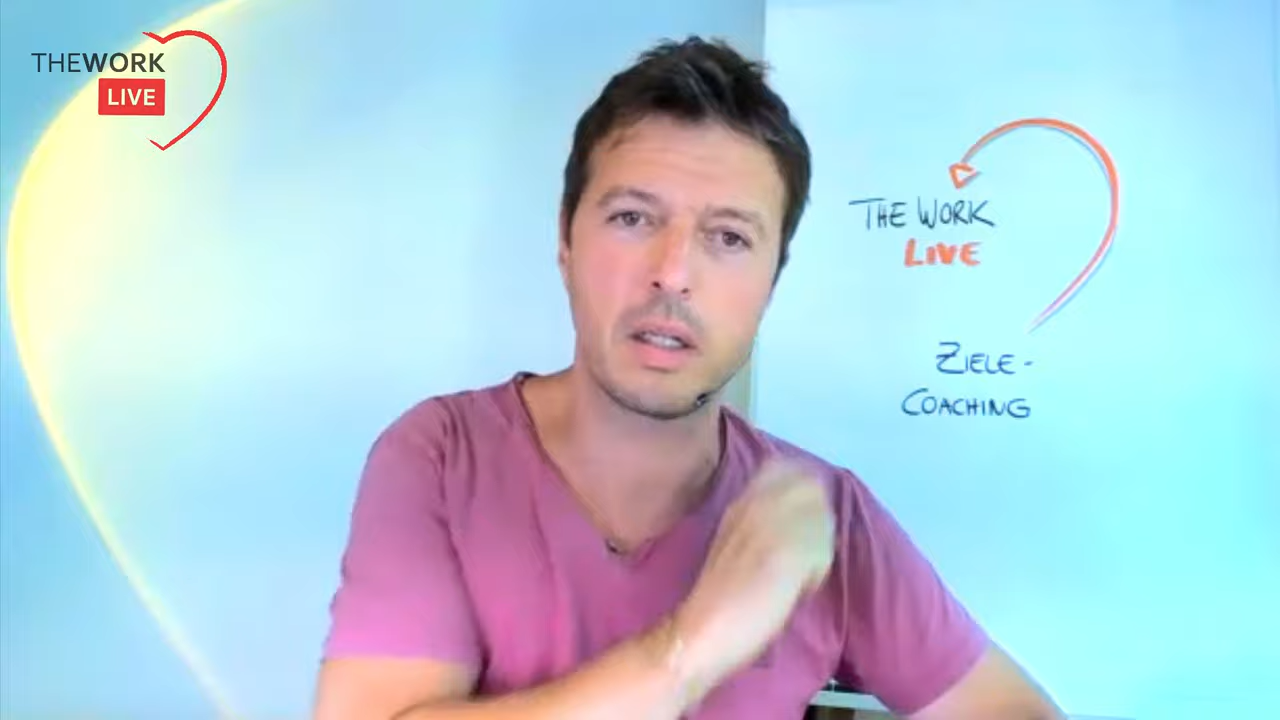 THEWORK
LIVE
THE WORK
LIVE
ZIELE-
COACHING